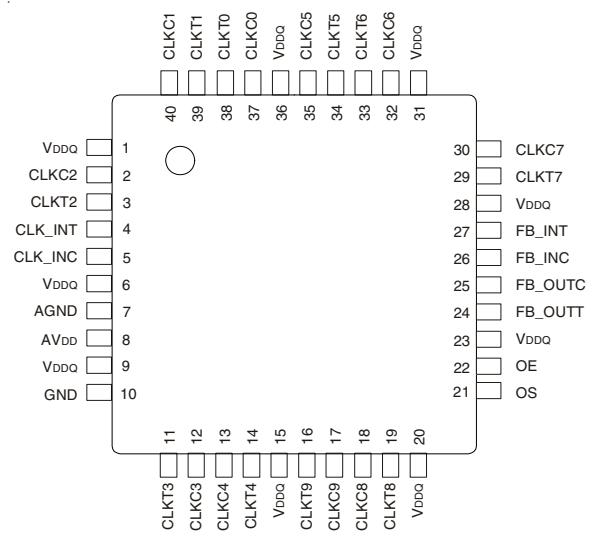 CLKC1 CLKT1 CLKT0 CLKC0 VDDQ CLKC5 CLKT5 CLKT6 CLKC6 VDDQ
40 39 38 37 36 35 34 33 32 31
VDDQ 1
CLKC2 2
CLKT2 3
CLK_INT 4
CLK_INC 5
VDDQ 6
AGND 7
AVDD 8
VDDQ 9
GND 10
30 CLKC7
29 CLKT7
28 VDDQ
27 FB_INT
26 FB_INC
25 FB_OUTC
24 FB_OUTT
23 VDDQ
22 OE
21 OS
11 12 13 14 15 16 17 18 19 20
CLKT3 CLKC3 CLKC4 CLKT4 VDDQ CLKT9 CLKC9 CLKC8 CLKT8 VDDQ